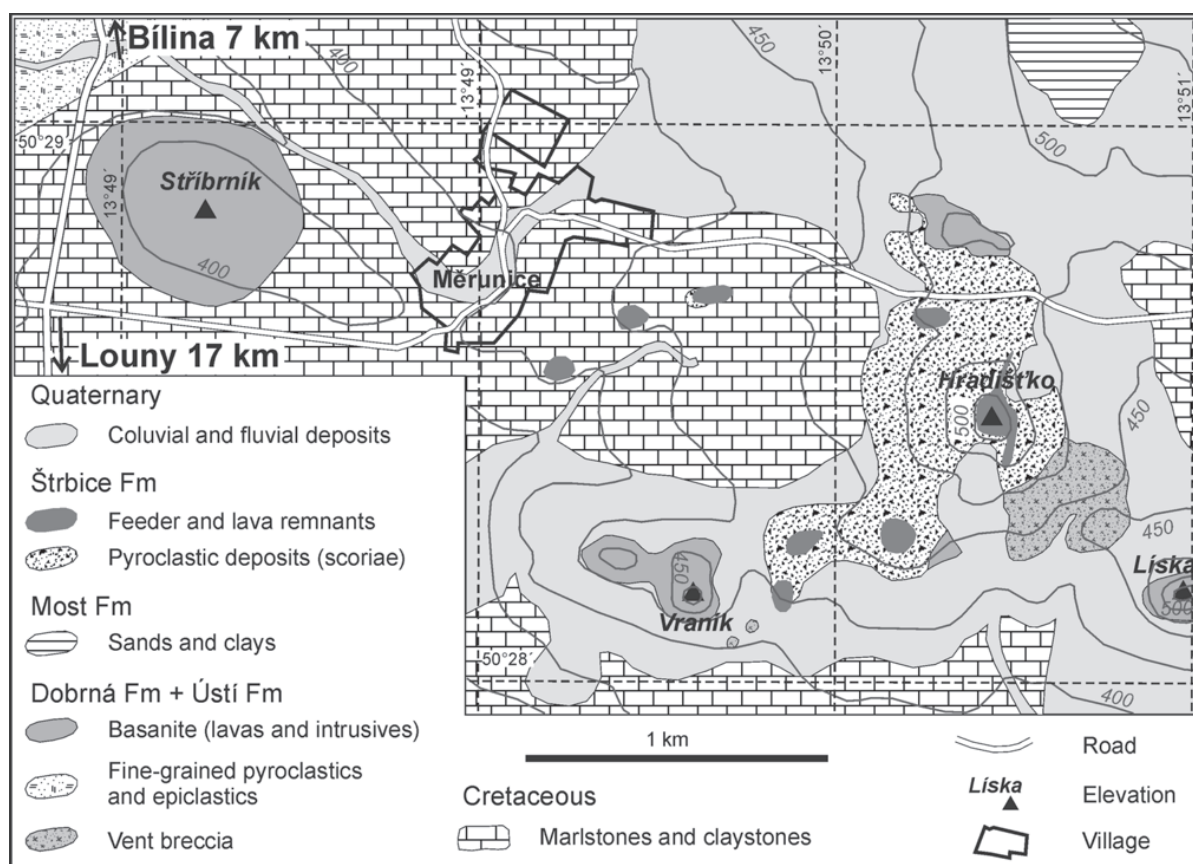 Bílina 7 km
400
13°49´
450
13°50´
13°51´
50°29
500
Stříbrník
13°49´
400
Měrunice
Louny 17 km
Hradišťko
500
450
450
Líska
500
450
Vraník
50°28´
400
Quaternary
Coluvial and fluvial deposits
Štrbice Fm
Feeder and lava remnants
Pyroclastic deposits (scoriae)
Most Fm
Sands and clays
Dobrná Fm + Ústí Fm
Basanite (lavas and intrusives)
Fine-grained pyroclastics
and epiclastics
Vent breccia
1 km
Cretaceous
Marlstones and claystones
Road
Líska
Elevation
Village